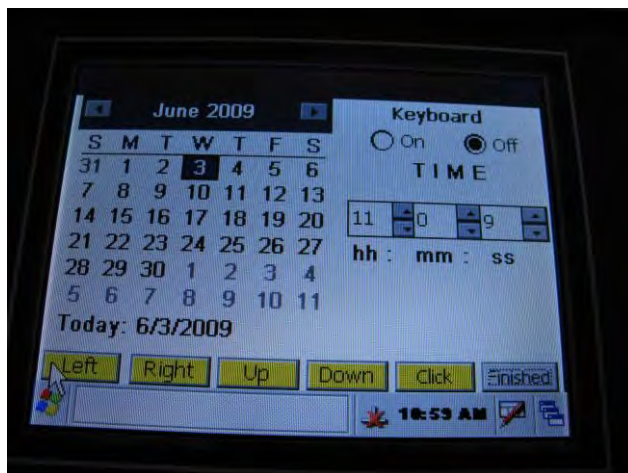 June 2009
S M T W T F S
31 1 2 3 4 5 6
7 8 9 10 11 12 13
14 15 16 17 18 19 20
21 22 23 24 25 26 27
28 29 30 1 2 3 4
5 6 7 8 9 10 11
Today: 6/3/2009
Keyboard
On Off
TIME
11 0 9
hh : mm : ss
Left Right Up Down Click Finished
10:59 AM